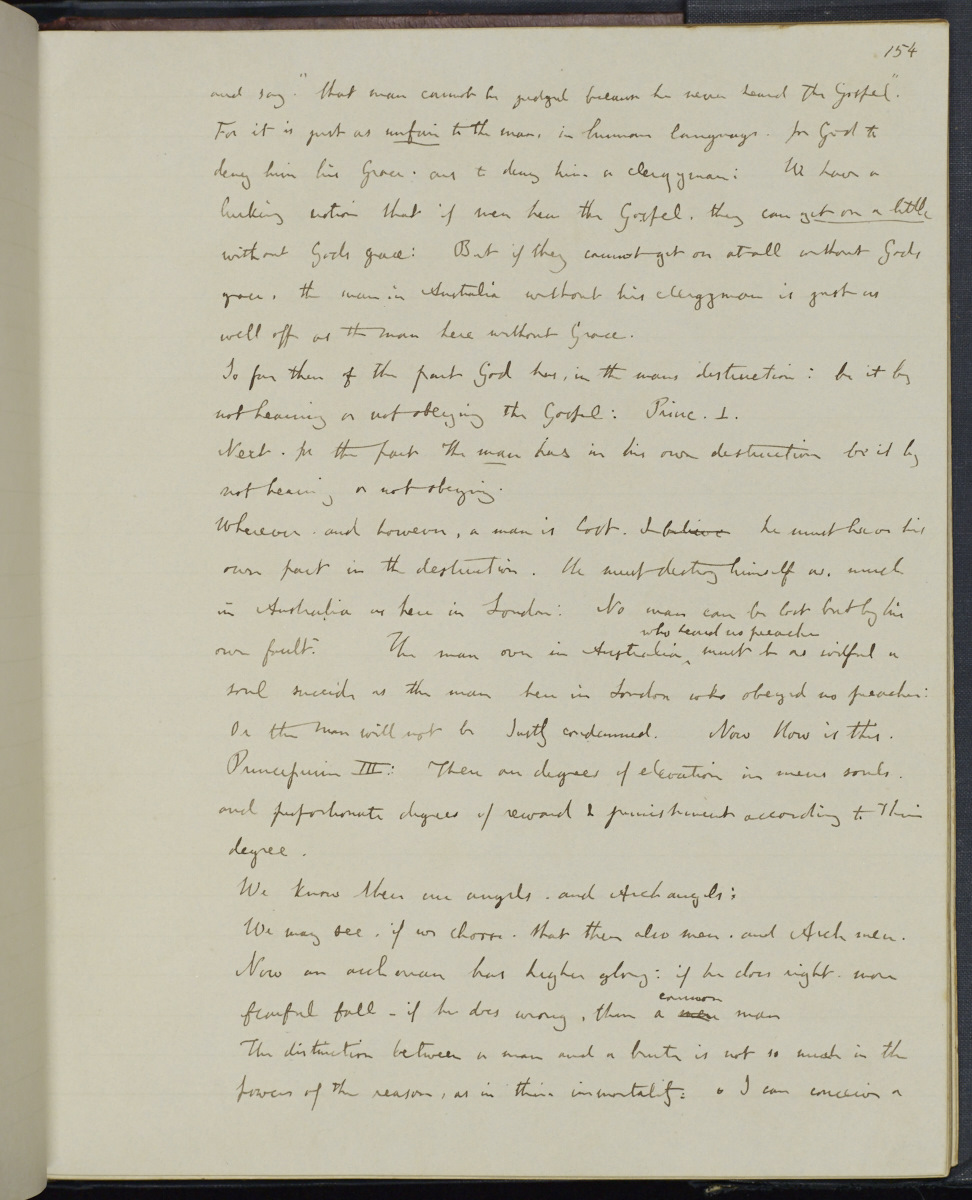 154
and say "that man cannot be judged because he never heard the Gospel".
For it is just as unfair to the man, in human language. for God to
deny him his Grace. as to deny him a clergyman: We have a
lurking notion that if men hear the Gospel, they can get on a little
without Gods grace: But if they cannot get on at all without Gods
grace, the man in Australia without his clergyman is just as
well off as the man here without Grace.
So far then of the part God has, in the mans destruction: be it by
not hearing or not obeying the Gospel: Princ. I.
Next. for the part the man has in his own destruction be it by
not hearing or not obeying.
Wherever. and however, a man is lost. I believe he must have his
own part in the destruction. He must destroy himself as much
in Australia as here in London: No man can be lost but by his
own fault. The man over in Australia, who heard no preacher must be as wilful a
soul suicide as the man here in London who obeyed no preacher:
Or the man will not be Justly condemned. Now How is this.
Principium III: There are degrees of elevation in mens souls.
and proportionate degrees of reward & punishment according to their
degree.
We know there are angels. and Archangels:
We may see, if we choose. that there also men. and Arch men.
Now an archman has higher glory: if he does right. more
fearful fall - if he does wrong, than a men common man
The distinction between a man and a brute is not so much in the
powers of the reason, as in their immortality: I can conceive a